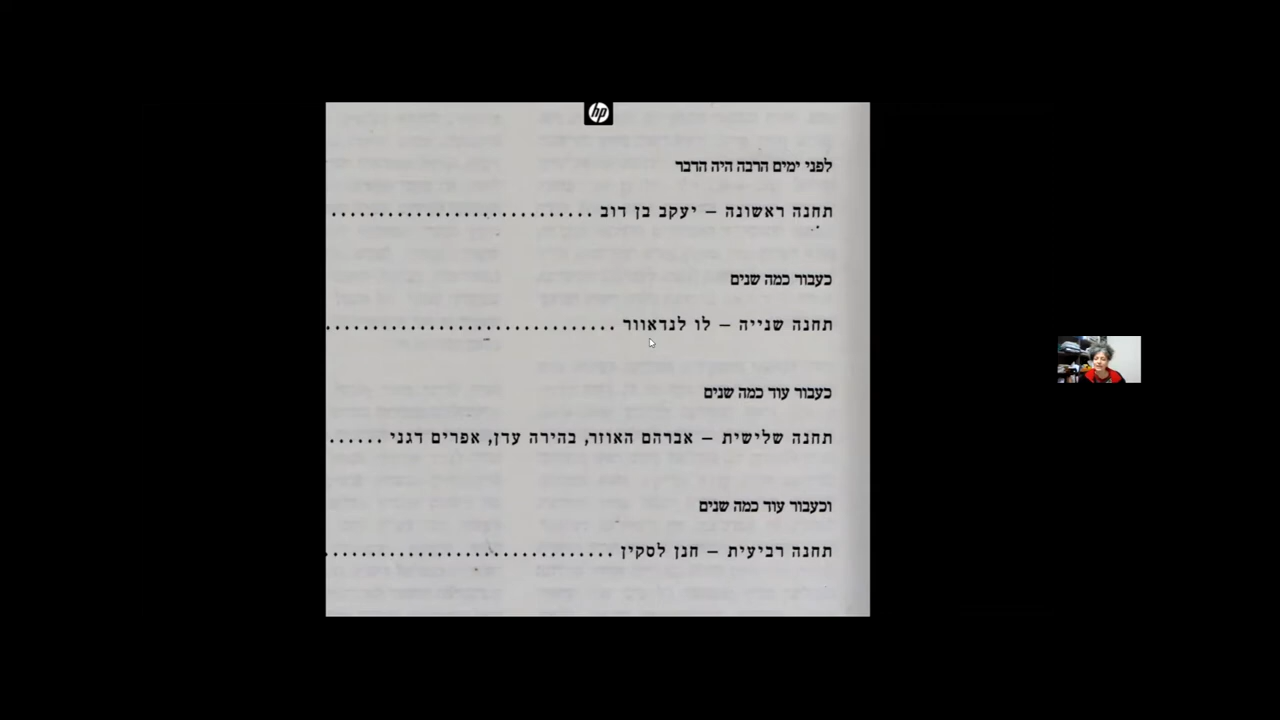 hp
לפני ימים הרבה היה הדבר
תחנה ראשונה – יעקב בן דוב ............................
כעבור כמה שנים
תחנה שנייה – לו לנדאוור ...............................
כעבור עוד כמה שנים
תחנה שלישית – אברהם האוזר, בהירה עדן, אפרים דגני ......
וכעבור עוד כמה שנים
תחנה רביעית – חנן לסקין ...............................